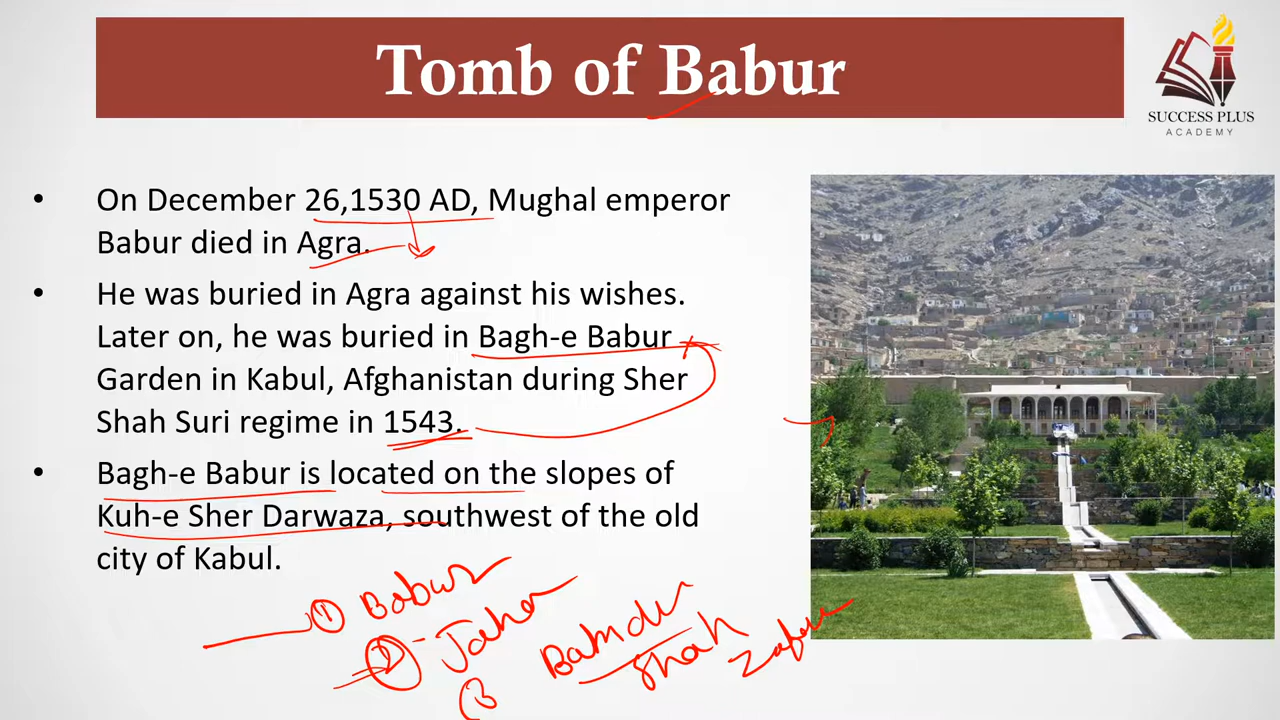 Tomb of Babur
SUCCESS PLUS
ACADEMY
• On December 26,1530 AD, Mughal emperor
Babur died in Agra.
• He was buried in Agra against his wishes.
Later on, he was buried in Bagh-e Babur
Garden in Kabul, Afghanistan during Sher
Shah Suri regime in 1543.
• Bagh-e Babur is located on the slopes of
Kuh-e Sher Darwaza, southwest of the old
city of Kabul.
① Babur
②
③
Shah